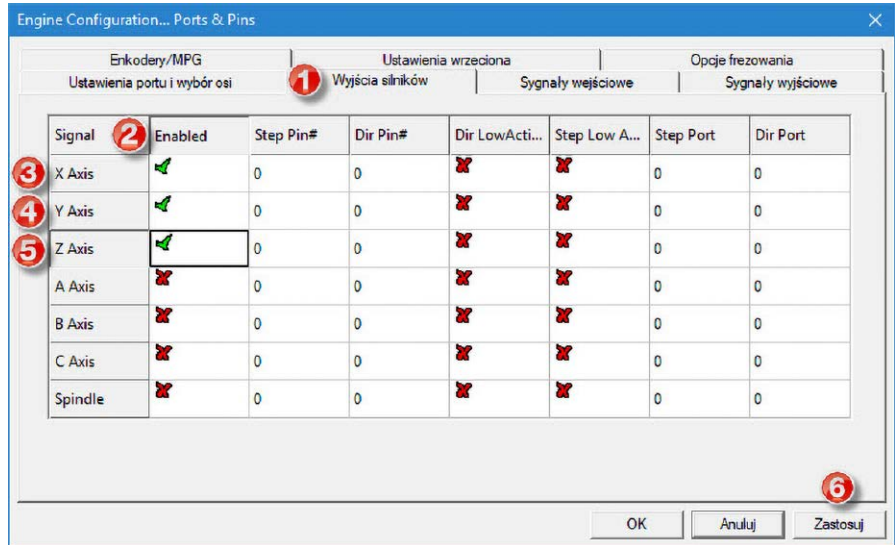 Engine Configuration... Ports & Pins
Enkodery/MPG Ustawienia wrzeciona Opcje frezowania
Ustawienia portu i wybór osi 1 Wyjścia silników Sygnały wejściowe Sygnały wyjściowe
Signal 2 Enabled Step Pin# Dir Pin# Dir LowActi... Step Low A... Step Port Dir Port
3 X Axis 0 0 0 0
4 Y Axis 0 0 0 0
5 Z Axis 0 0 0 0
A Axis 0 0 0 0
B Axis 0 0 0 0
C Axis 0 0 0 0
Spindle 0 0 0 0
6
OK Anuluj Zastosuj